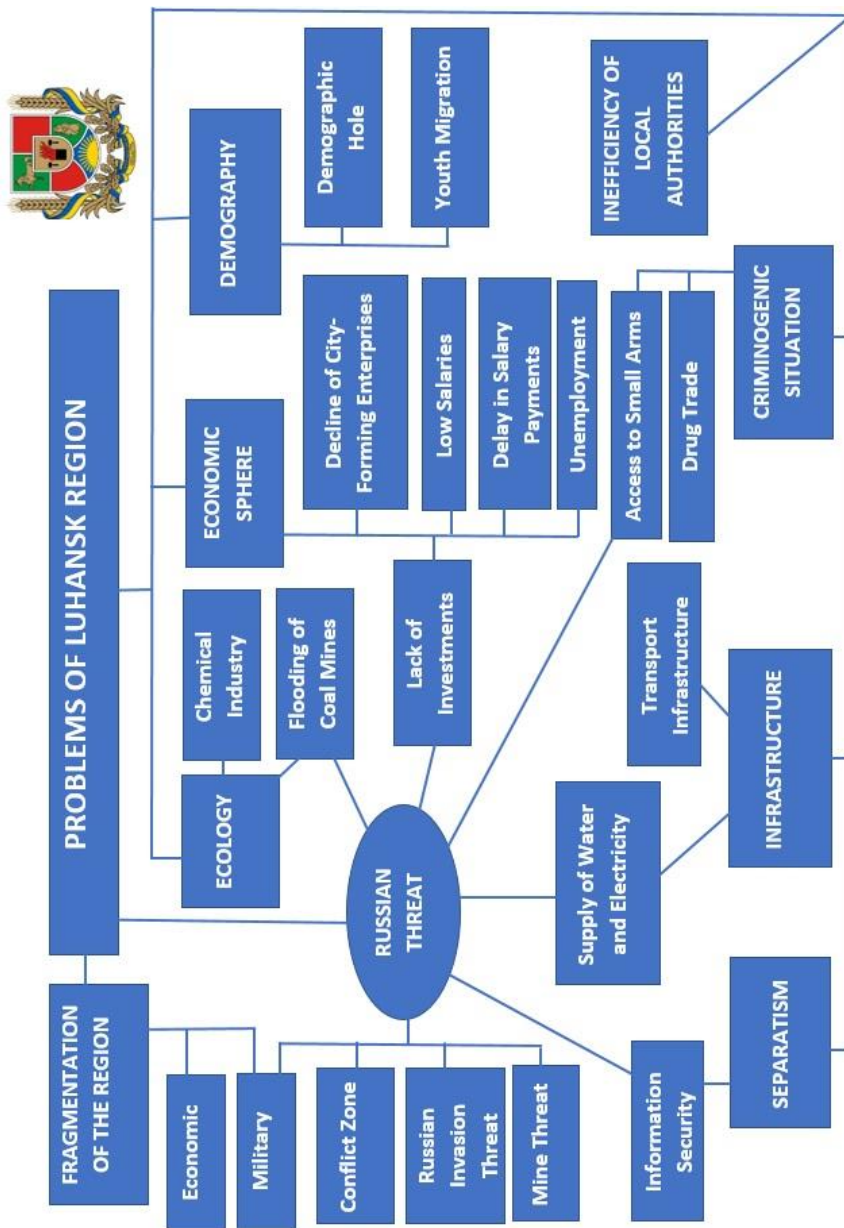 PROBLEMS OF LUHANSK REGION
FRAGMENTATION
OF THE REGION
Economic
Military
Conflict Zone
Russian
Invasion
Threat
Mine Threat
RUSSIAN
THREAT
ECOLOGY
Chemical
Industry
Flooding of
Coal Mines
ECONOMIC
SPHERE
Lack of
Investments
Decline of City-
Forming Enterprises
Low Salaries
Delay in Salary
Payments
Unemployment
DEMOGRAPHY
Demographic
Hole
Youth Migration
Information
Security
SEPARATISM
Supply of Water
and Electricity
Transport
Infrastructure
INFRASTRUCTURE
Access to Small Arms
Drug Trade
CRIMINOGENIC
SITUATION
INEFFICIENCY OF
LOCAL
AUTHORITIES